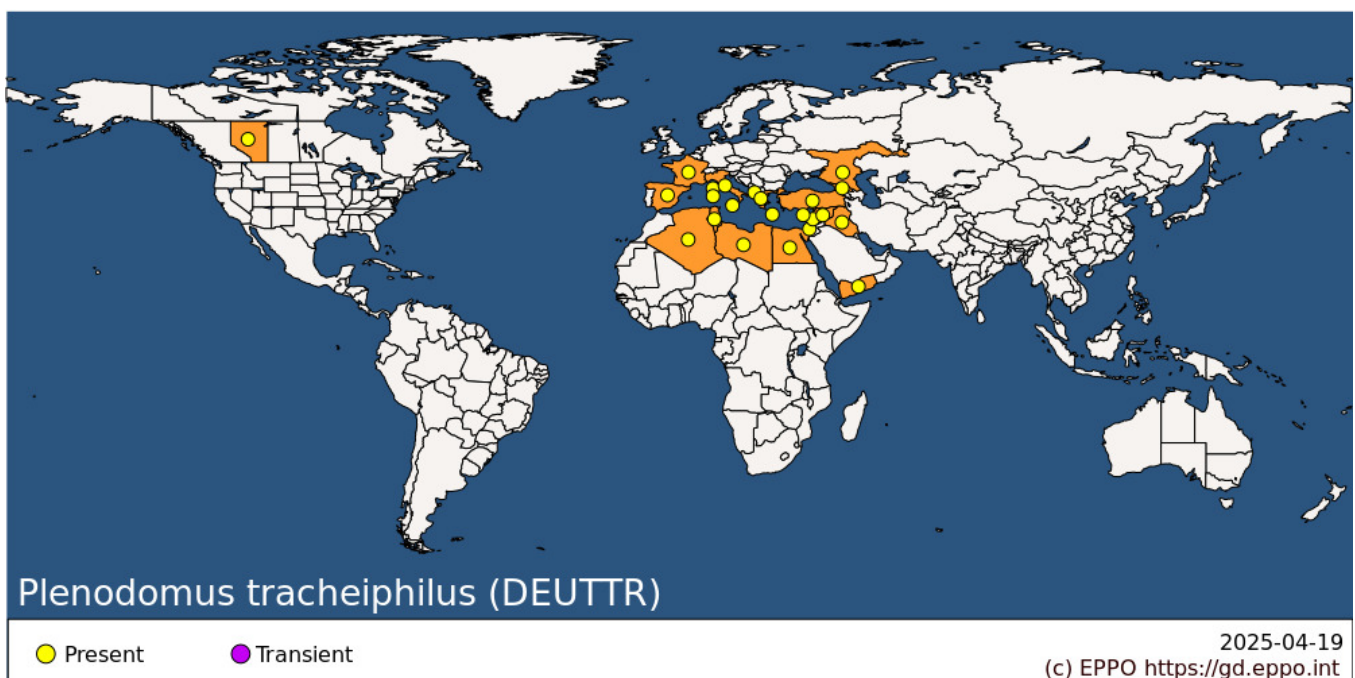 Plenodomus tracheiphilus (DEUTTR)
Present
Transient
2025-04-19
(c) EPPO https://gd.eppo.int